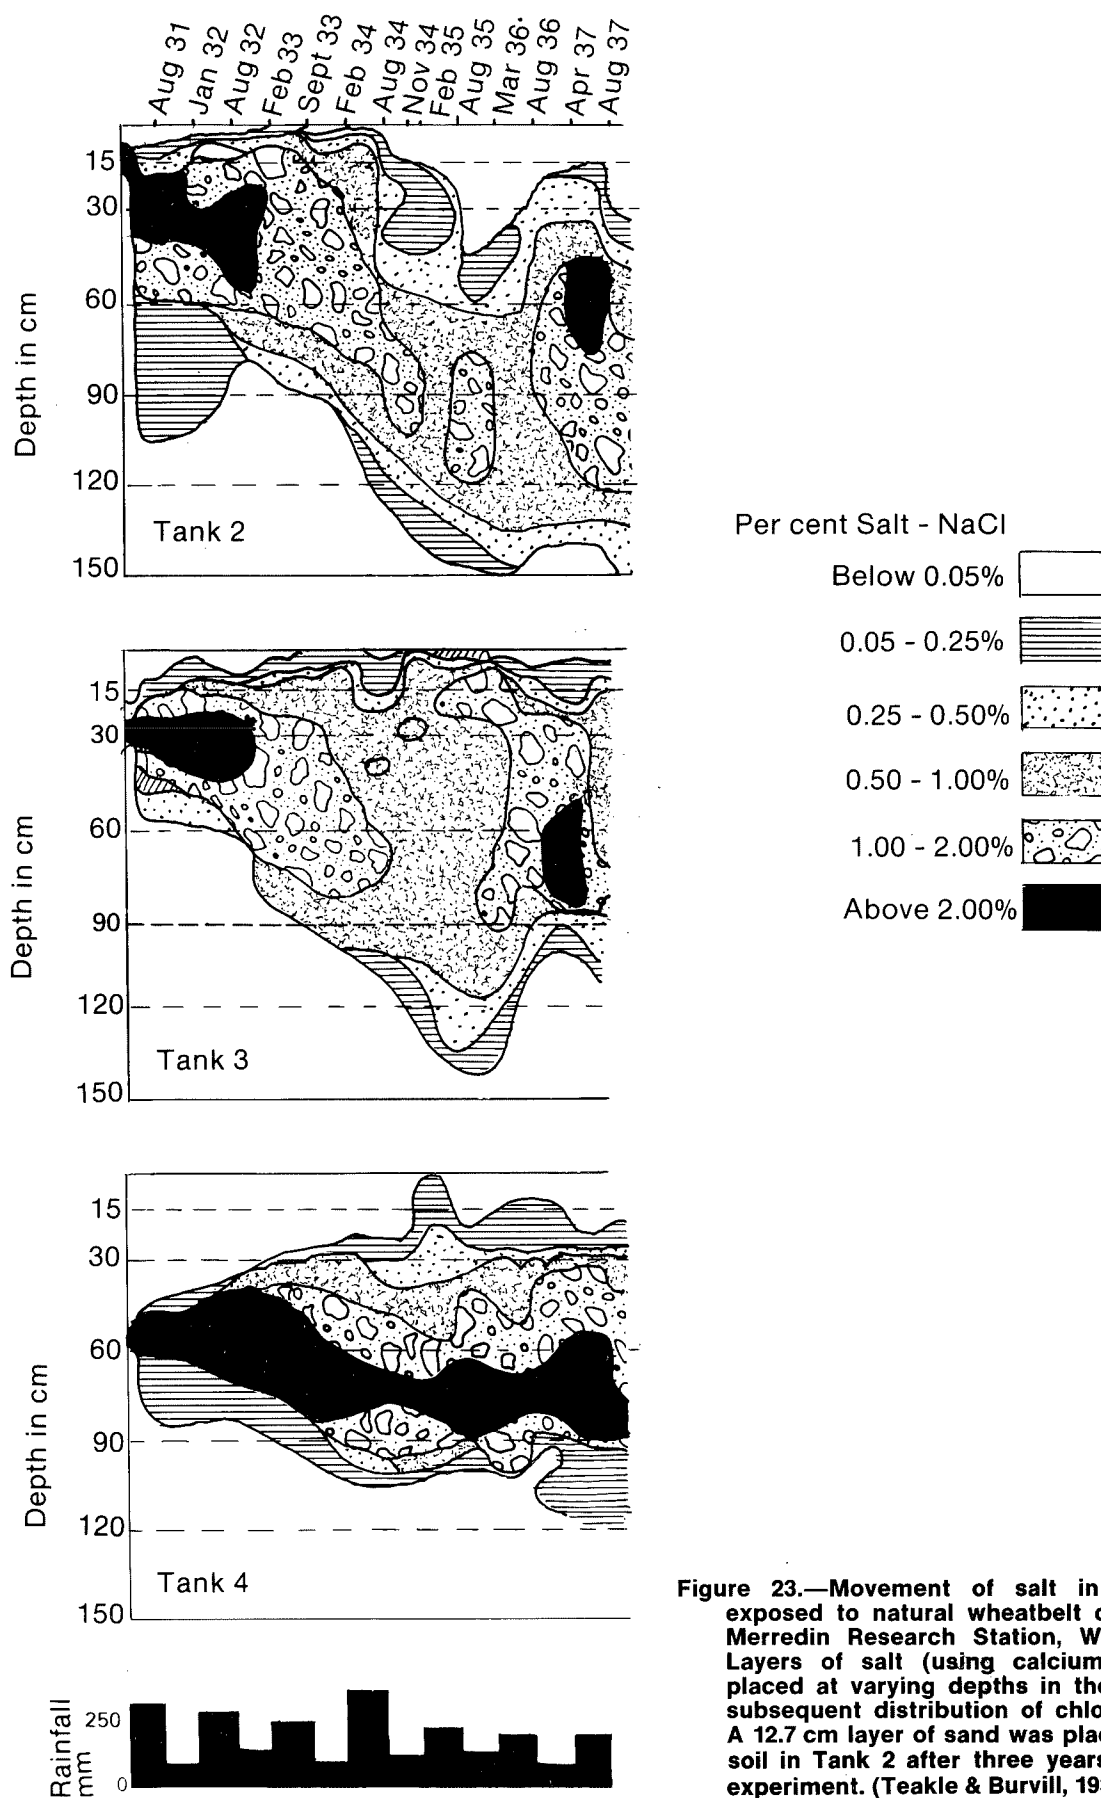 Aug 31
Jan 32
Aug 32
Feb 33
Sept 33
Feb 34
Aug 34
Nov 34
Feb 35
Aug 35
Mar 36
Aug 36
Apr 37
Aug 37
Depth in cm
15
30
60
90
120
150
Tank 2
Per cent Salt - NaCl
Below 0.05%
0.05 - 0.25%
0.25 - 0.50%
0.50 - 1.00%
1.00 - 2.00%
Above 2.00%
Depth in cm
15
30
60
90
120
150
Tank 3
Depth in cm
15
30
60
90
120
150
Tank 4
Rainfall
mm
250
0
Figure 23.—Movement of salt in
exposed to natural wheatbelt
Merredin Research Station, W
Layers of salt (using calcium
placed at varying depths in the
subsequent distribution of chlo
A 12.7 cm layer of sand was plac
soil in Tank 2 after three years
experiment. (Teakle & Burvill, 193